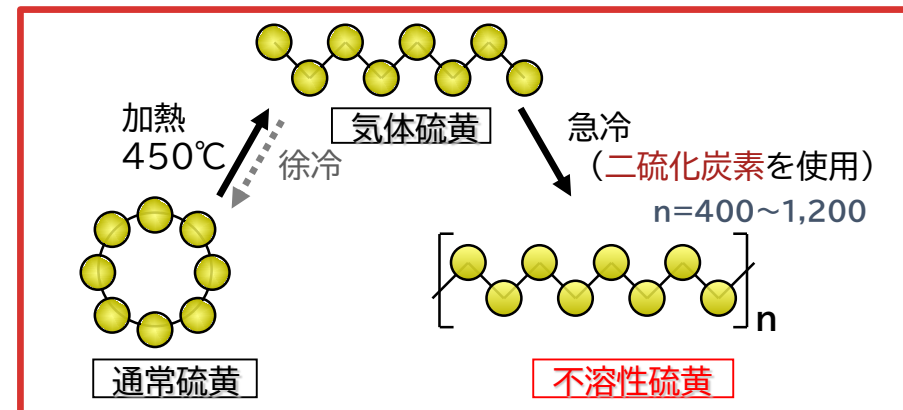 加熱
450℃
徐冷
気体硫黄
急冷
（二硫化炭素を使用）
n=400～1,200
n
通常硫黄
不溶性硫黄